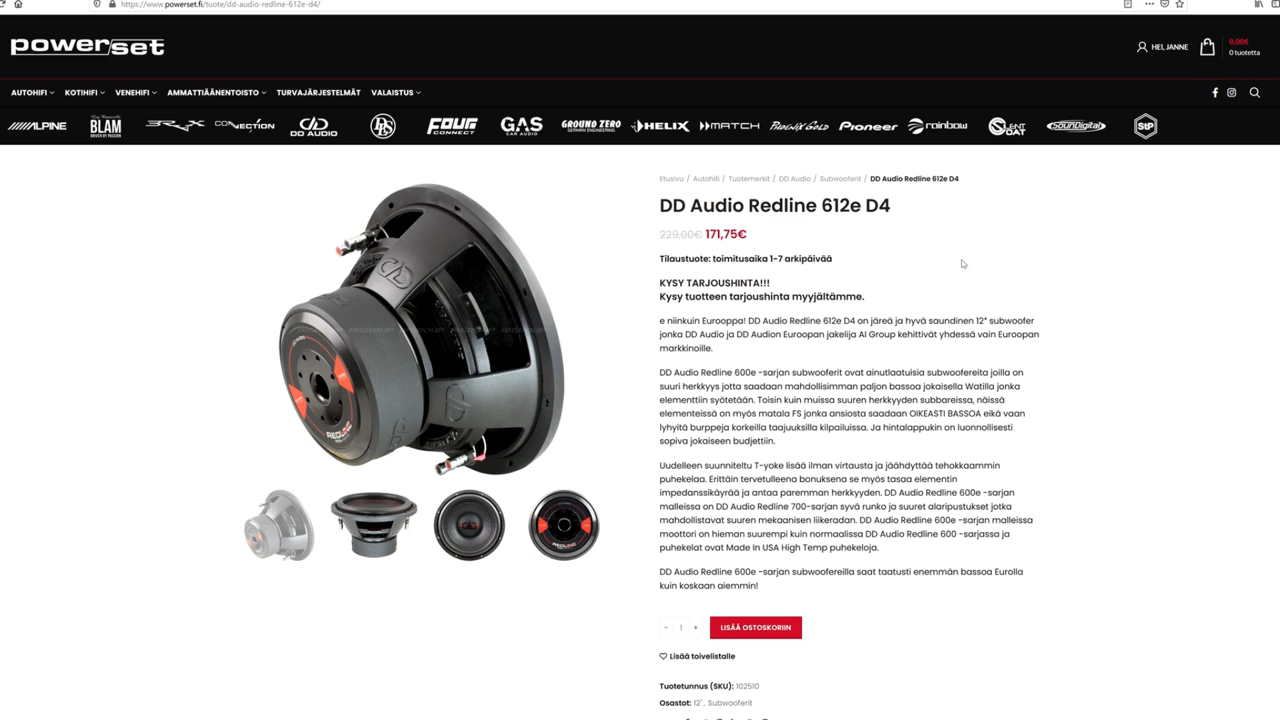 https://www.powerset.fi/tuote/dd-audio-redline-612e-d4/
powerset
HEI, JANNE
0,00€
0 tuotetta
AUTOHIFI KOTIHIFI VENEHIFI AMMATTIÄÄNENTOISTO TURVAJÄRJESTELMÄT VALAISTUS
ALPINE BLAM BRAX CONNECTION DD AUDIO FOUR CONNECT GAS CAR AUDIO GROUND ZERO GERMAN ENGINEERING HELIX MATCH PHOENIX GOLD Pioneer rainbow SILENT COAT SOUNDIGITAL StP
Etusivu / Autohifi / Tuotemerkit / DD Audio / Subwooferit / DD Audio Redline 612e D4
DD Audio Redline 612e D4
229,00€ 171,75€
Tilaustuote: toimitusaika 1-7 arkipäivää
KYSY TARJOUSHINTA!!!
Kysy tuotteen tarjoushinta myyjältämme.
e niinkuin Eurooppa! DD Audio Redline 612e D4 on järeä ja hyvä saundinen 12″ subwoofer
jonka DD Audio ja DD Audion Euroopan jakelija AI Group kehittivät yhdessä vain Euroopan
markkinoille.
DD Audio Redline 600e -sarjan subwooferit ovat ainutlaatuisia subwoofereita joilla on
suuri herkkyys jotta saadaan mahdollisimman paljon bassoa jokaisella Watilla jonka
elementtiin syötetään. Toisin kuin muissa suuren herkkyyden subbareissa, näissä
elementeissä on myös matala FS jonka ansiosta saadaan OIKEASTI BASSOA eikä vaan
lyhyitä burppeja korkeilla taajuuksilla kilpailuissa. Ja hintalappukin on luonnollisesti
sopiva jokaiseen budjettiin.
Uudelleen suunniteltu T-yoke lisää ilman virtausta ja jäähdyttää tehokkaammin
puhekelaa. Erittäin tervetulleena bonuksena se myös tasaa elementin
impedanssikäyrää ja antaa paremman herkkyyden. DD Audio Redline 600e -sarjan
malleissa on DD Audio Redline 700-sarjan syvä runko ja suuret alaripustukset jotka
mahdollistavat suuren mekaanisen liikeradan. DD Audio Redline 600e -sarjan malleissa
moottori on hieman suurempi kuin normaalissa DD Audio Redline 600 -sarjassa ja
puhekelat ovat Made In USA High Temp puhekeloja.
DD Audio Redline 600e -sarjan subwoofereilla saat taatusti enemmän bassoa Eurolla
kuin koskaan aiemmin!
- 1 + LISÄÄ OSTOSKORIIN
Lisää toivelistalle
Tuotetunnus (SKU): 102510
Osastot: 12", Subwooferit